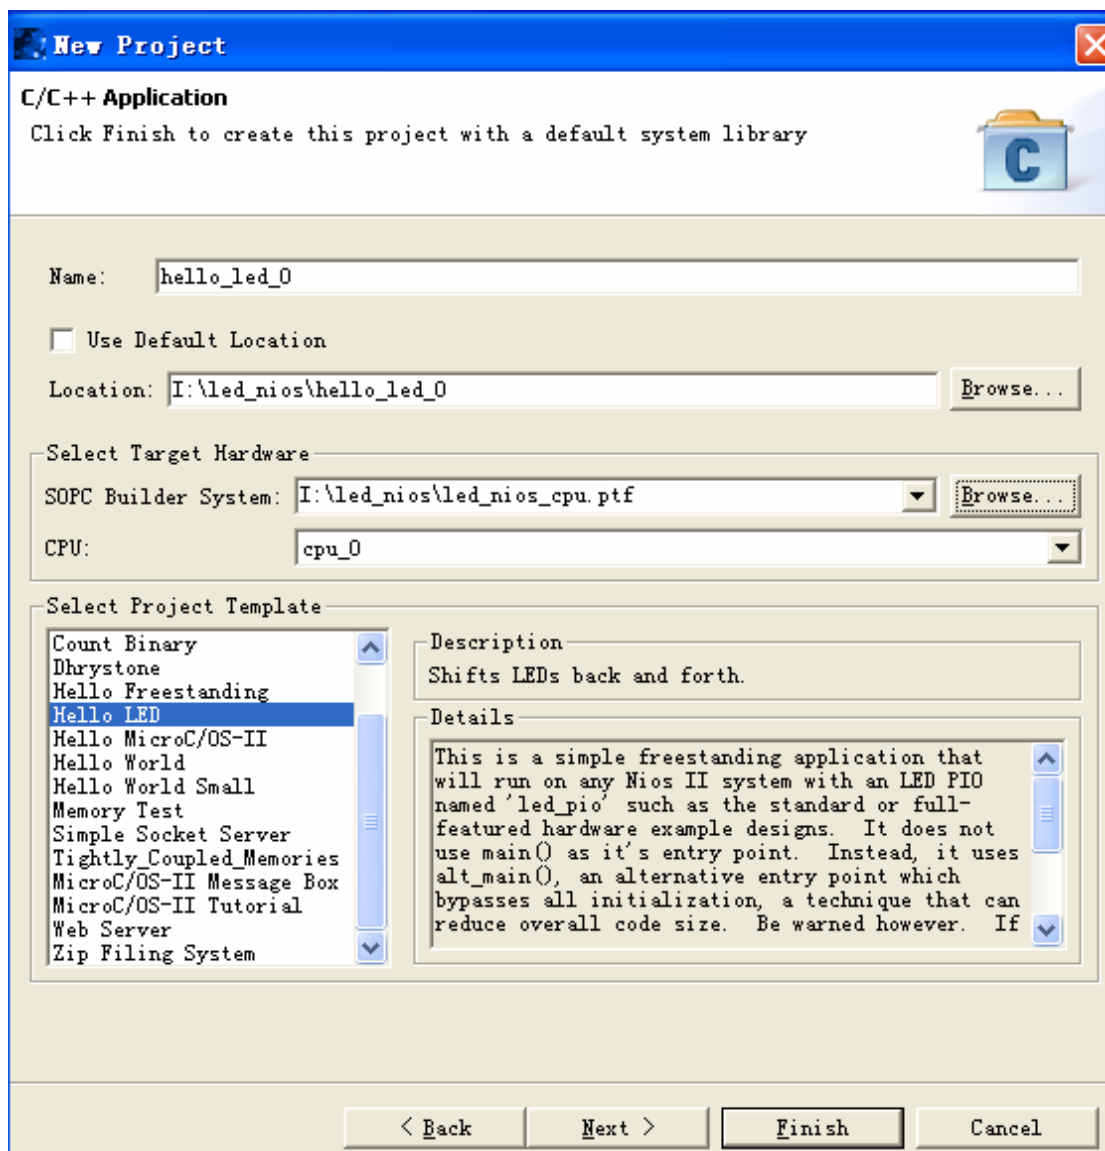 New Project
C/C++ Application
Click Finish to create this project with a default system library
C
Name: hello_led_0
Use Default Location
Location: I:\led_nios\hello_led_0 Browse...
Select Target Hardware
SOPC Builder System: I:\led_nios\led_nios_cpu.ptf Browse...
CPU: cpu_0
Select Project Template
Count Binary
Dhrystone
Hello Freestanding
Hello LED
Hello MicroC/OS-II
Hello World
Hello World Small
Memory Test
Simple Socket Server
Tightly_Coupled_Memories
MicroC/OS-II Message Box
MicroC/OS-II Tutorial
Web Server
Zip Filing System
Description
Shifts LEDs back and forth.
Details
This is a simple freestanding application that
will run on any Nios II system with an LED PIO
named 'led_pio' such as the standard or full-
featured hardware example designs.  It does not
use main() as it's entry point.  Instead, it uses
alt_main(), an alternative entry point which
bypasses all initialization, a technique that can
reduce overall code size.  Be warned however.  If
< Back Next > Finish Cancel